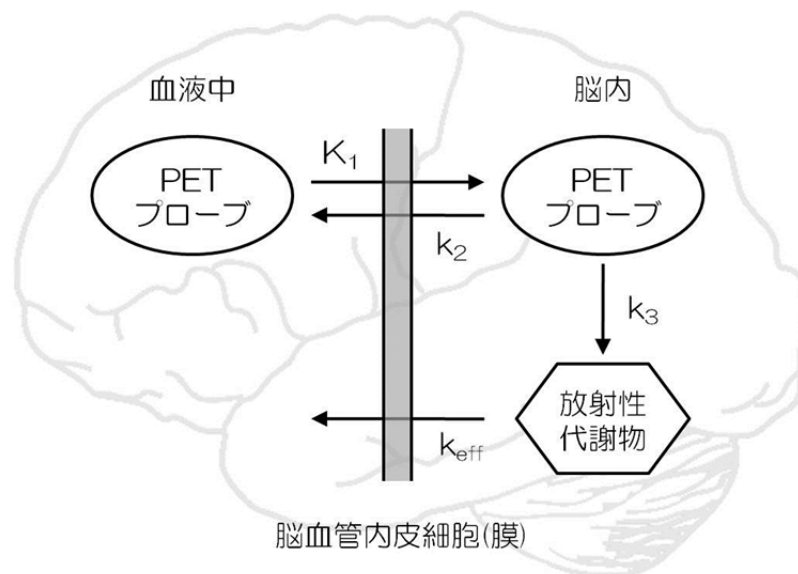 血液中
脳内
PET
プローブ
K₁
k₂
PET
プローブ
k₃
放射性
代謝物
k_eff
脳血管内皮細胞(膜)